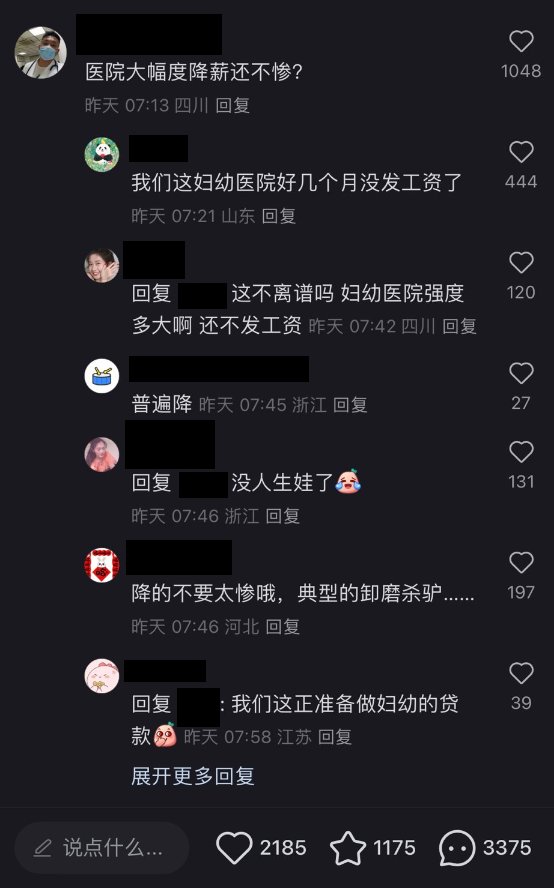 医院大幅度降薪还不惨?
1048
昨天 07:13 四川 回复
我们这妇幼医院好几个月没发工资了
444
昨天 07:21 山东 回复
回复 这不离谱吗 妇幼医院强度
120
多大啊 还不发工资 昨天 07:42 四川 回复
普遍降 昨天 07:45 浙江 回复
27
回复 没人生娃了
131
昨天 07:46 浙江 回复
降的不要太惨哦，典型的卸磨杀驴......
197
昨天 07:46 河北 回复
回复 : 我们这正准备做妇幼的贷
39
款 昨天 07:58 江苏 回复
展开更多回复
说点什么... 2185 1175 3375